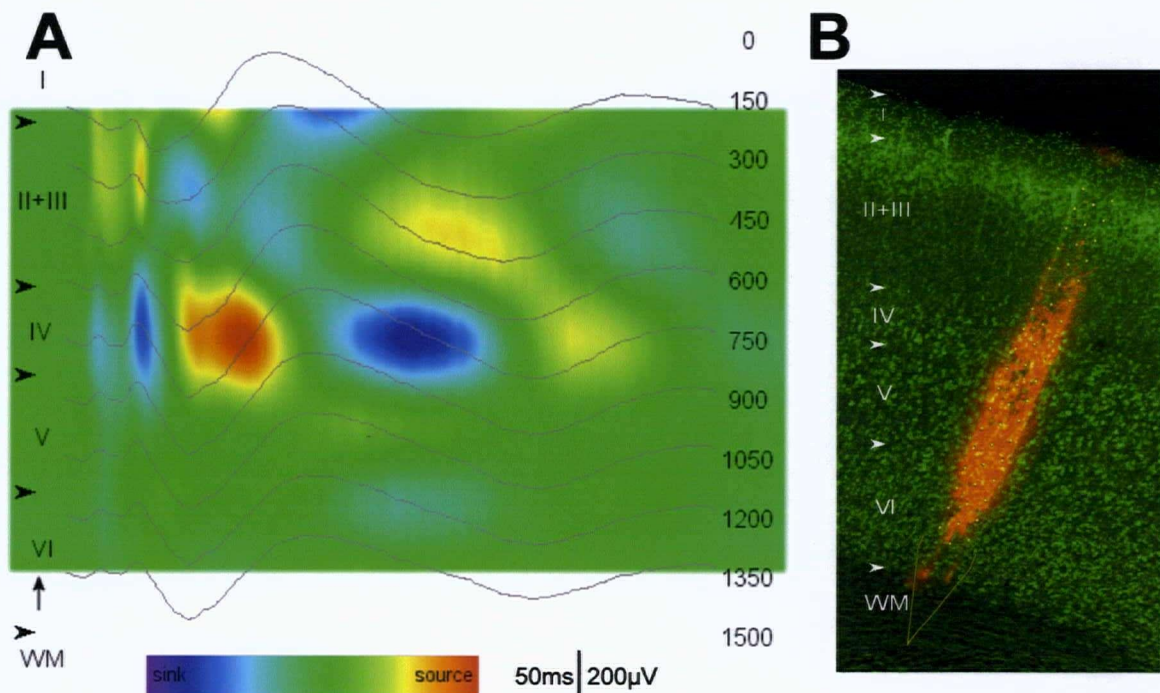 A
I
II+III
IV
V
VI
WM
0
150
300
450
600
750
900
1050
1200
1350
1500
sink source
50ms 200µV
B
I
II+III
IV
V
VI
WM